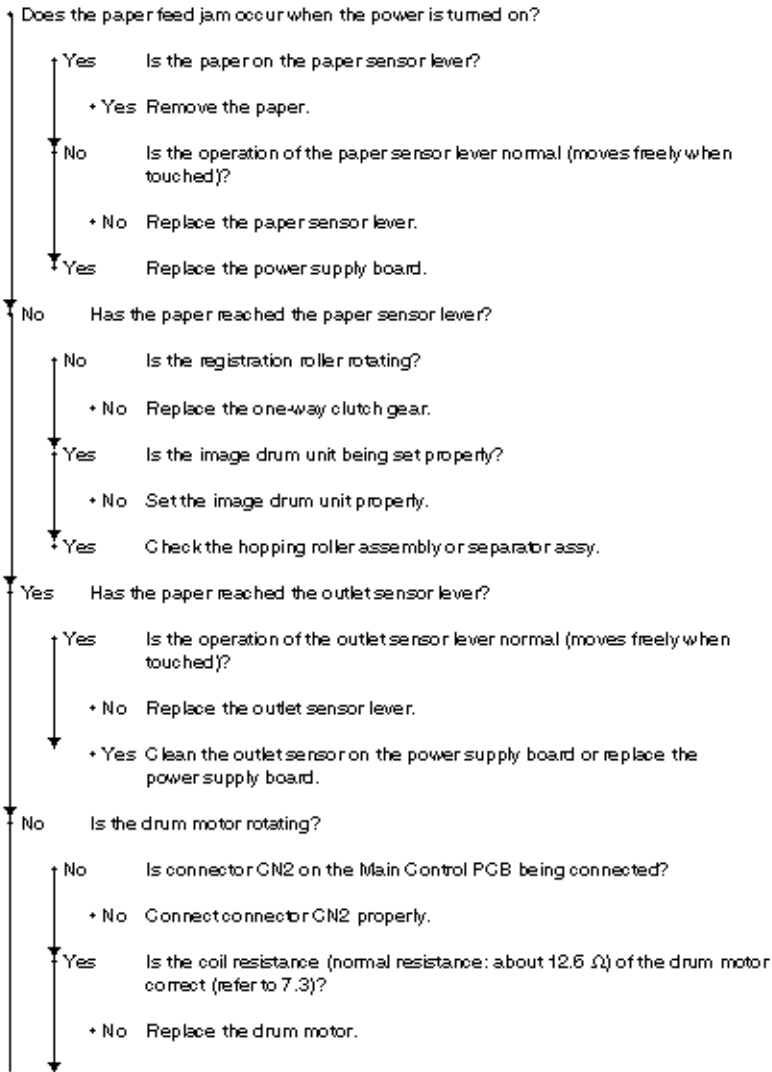 • Does the paper feed jam occur when the power is turned on?
• Yes Is the paper on the paper sensor lever?
• Yes Remove the paper.
• No Is the operation of the paper sensor lever normal (moves freely when
touched)?
• No Replace the paper sensor lever.
• Yes Replace the power supply board.
• No Has the paper reached the paper sensor lever?
• No Is the registration roller rotating?
• No Replace the one-way clutch gear.
• Yes Is the image drum unit being set properly?
• No Set the image drum unit properly.
• Yes Check the hopping roller assembly or separator assy.
• Yes Has the paper reached the outlet sensor lever?
• Yes Is the operation of the outlet sensor lever normal (moves freely when
touched)?
• No Replace the outlet sensor lever.
• Yes Clean the outlet sensor on the power supply board or replace the
power supply board.
• No Is the drum motor rotating?
• No Is connector CN2 on the Main Control PCB being connected?
• No Connect connector CN2 properly.
• Yes Is the coil resistance (normal resistance: about 12.6 Ω) of the drum motor
correct (refer to 7.3)?
• No Replace the drum motor.